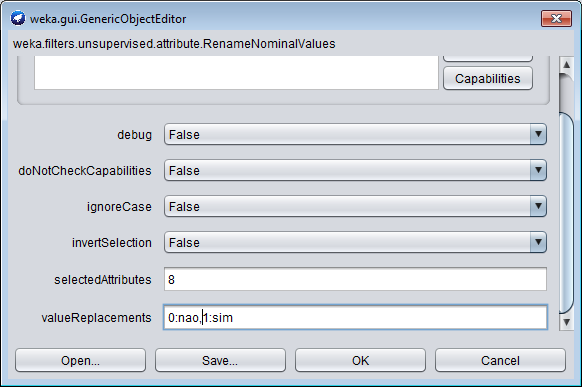 weka.gui.GenericObjectEditor
weka.filters.unsupervised.attribute.RenameNominalValues
Capabilities
debug False
doNotCheckCapabilities False
ignoreCase False
invertSelection False
selectedAttributes 8
valueReplacements 0:nao,1:sim
Open... Save... OK Cancel